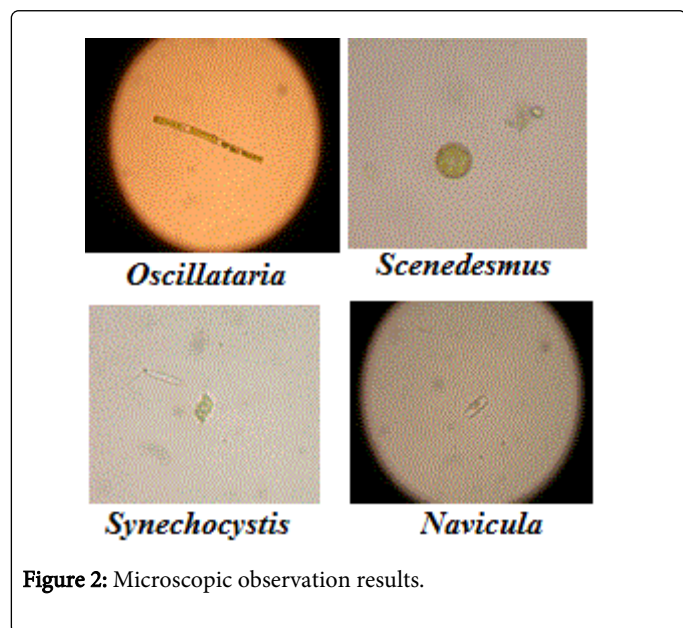 Oscillataria
Scenedesmus
Synechocystis
Navicula
Figure 2: Microscopic observation results.